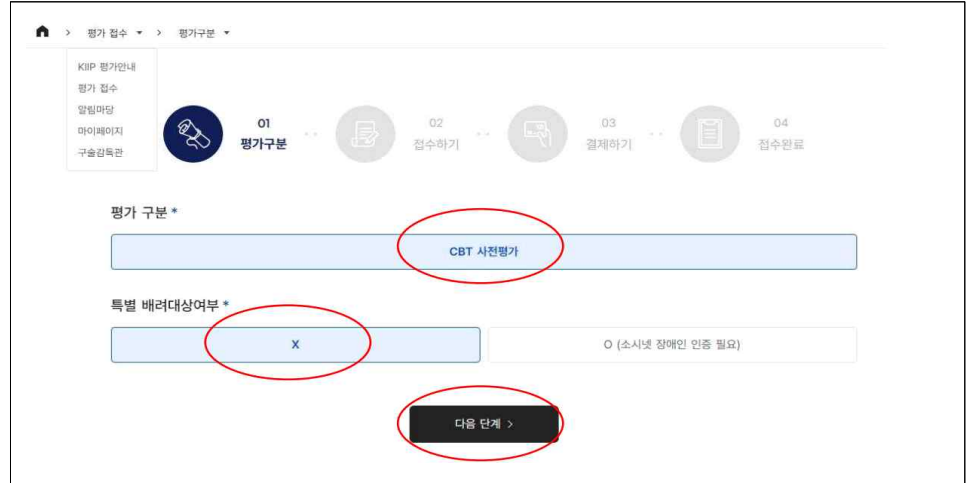 > 평가 접수 ▾ > 평가구분 ▾
KIIP 평가안내
평가 접수
알림마당
마이페이지
구술감독관
01
평가구분
02
접수하기
03
결제하기
04
접수완료
평가 구분 *
CBT 사전평가
특별 배려대상여부 *
X
O (소시넷 장애인 인증 필요)
다음 단계 >